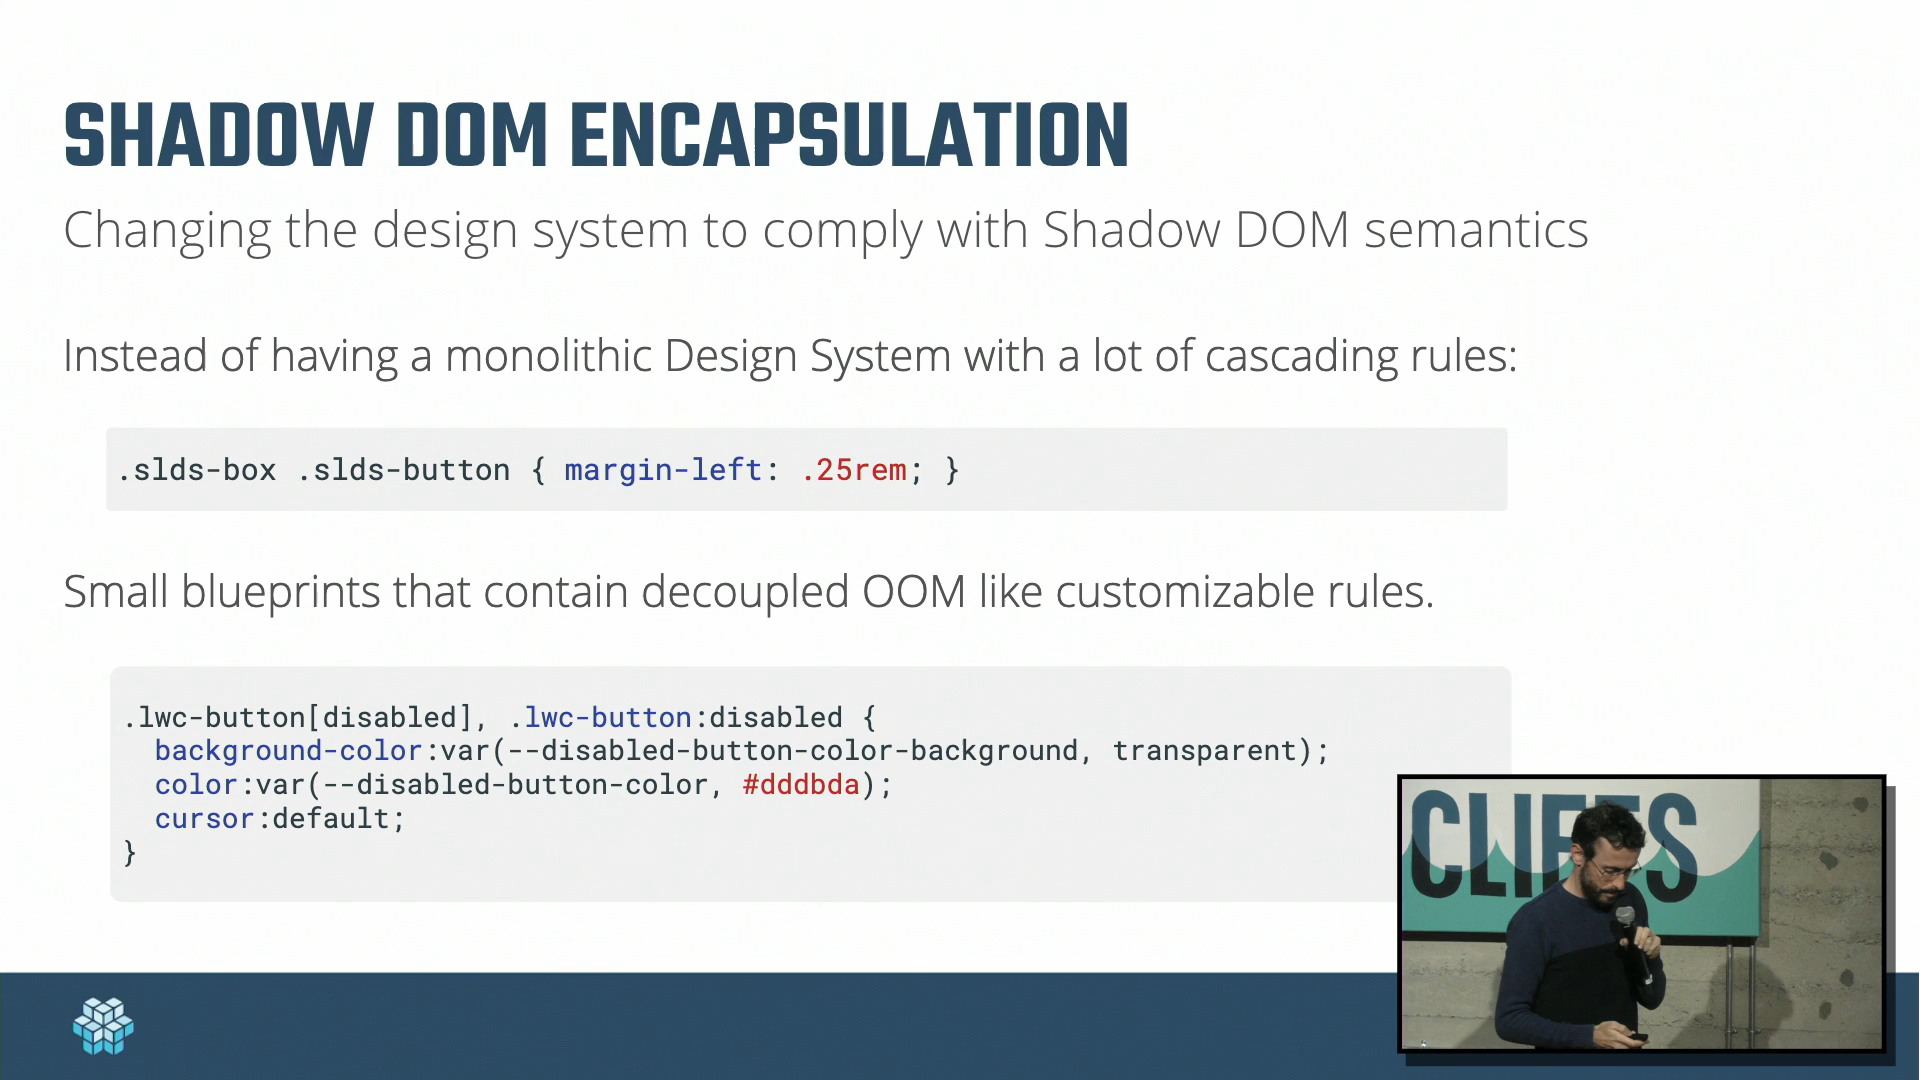 SHADOW DOM ENCAPSULATION
Changing the design system to comply with Shadow DOM semantics
Instead of having a monolithic Design System with a lot of cascading rules:
.slds-box .slds-button { margin-left: .25rem; }
Small blueprints that contain decoupled OOM like customizable rules.
.lwc-button[disabled], .lwc-button:disabled {
background-color:var(--disabled-button-color-background, transparent);
color:var(--disabled-button-color, #dddbda);
cursor:default;
}
CLIFFS